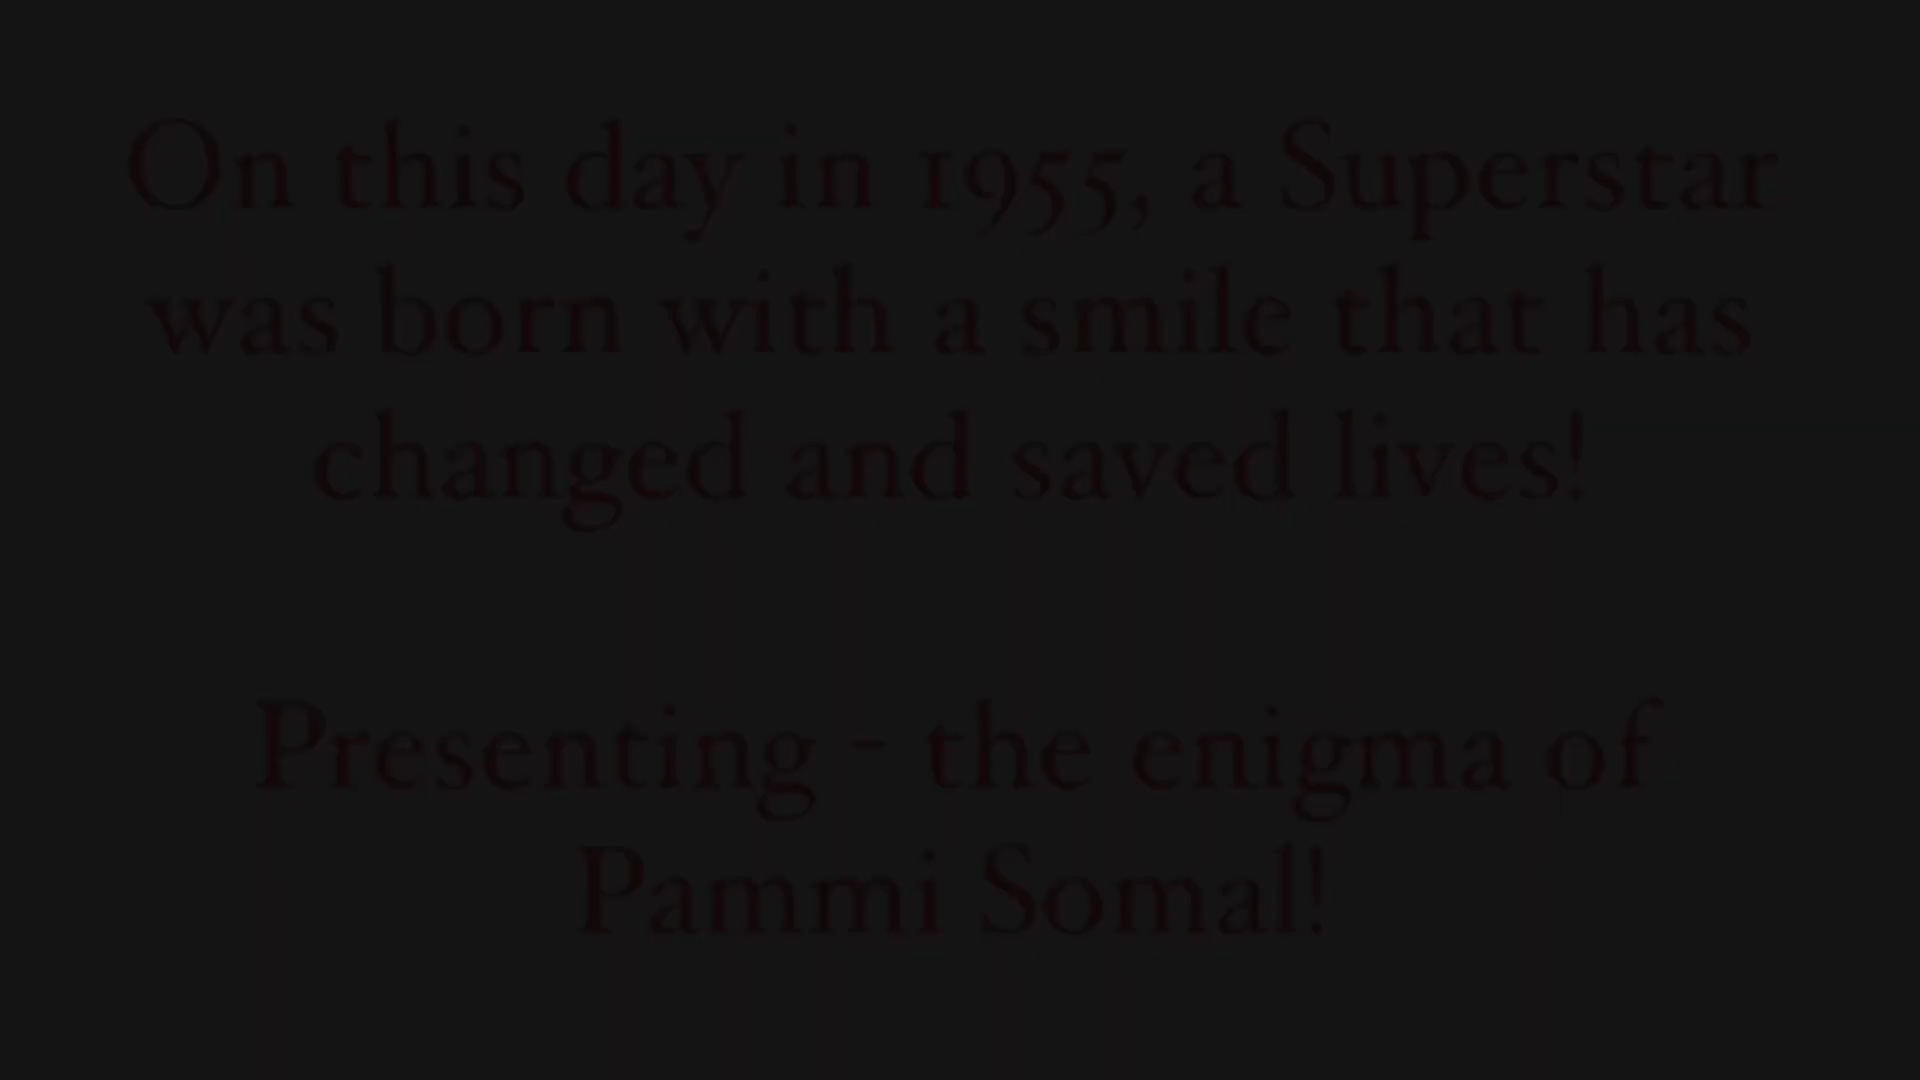 On this day in 1955, a Superstar
was born with a smile that has
changed and saved lives!
Presenting - the enigma of
Pammi Somal!